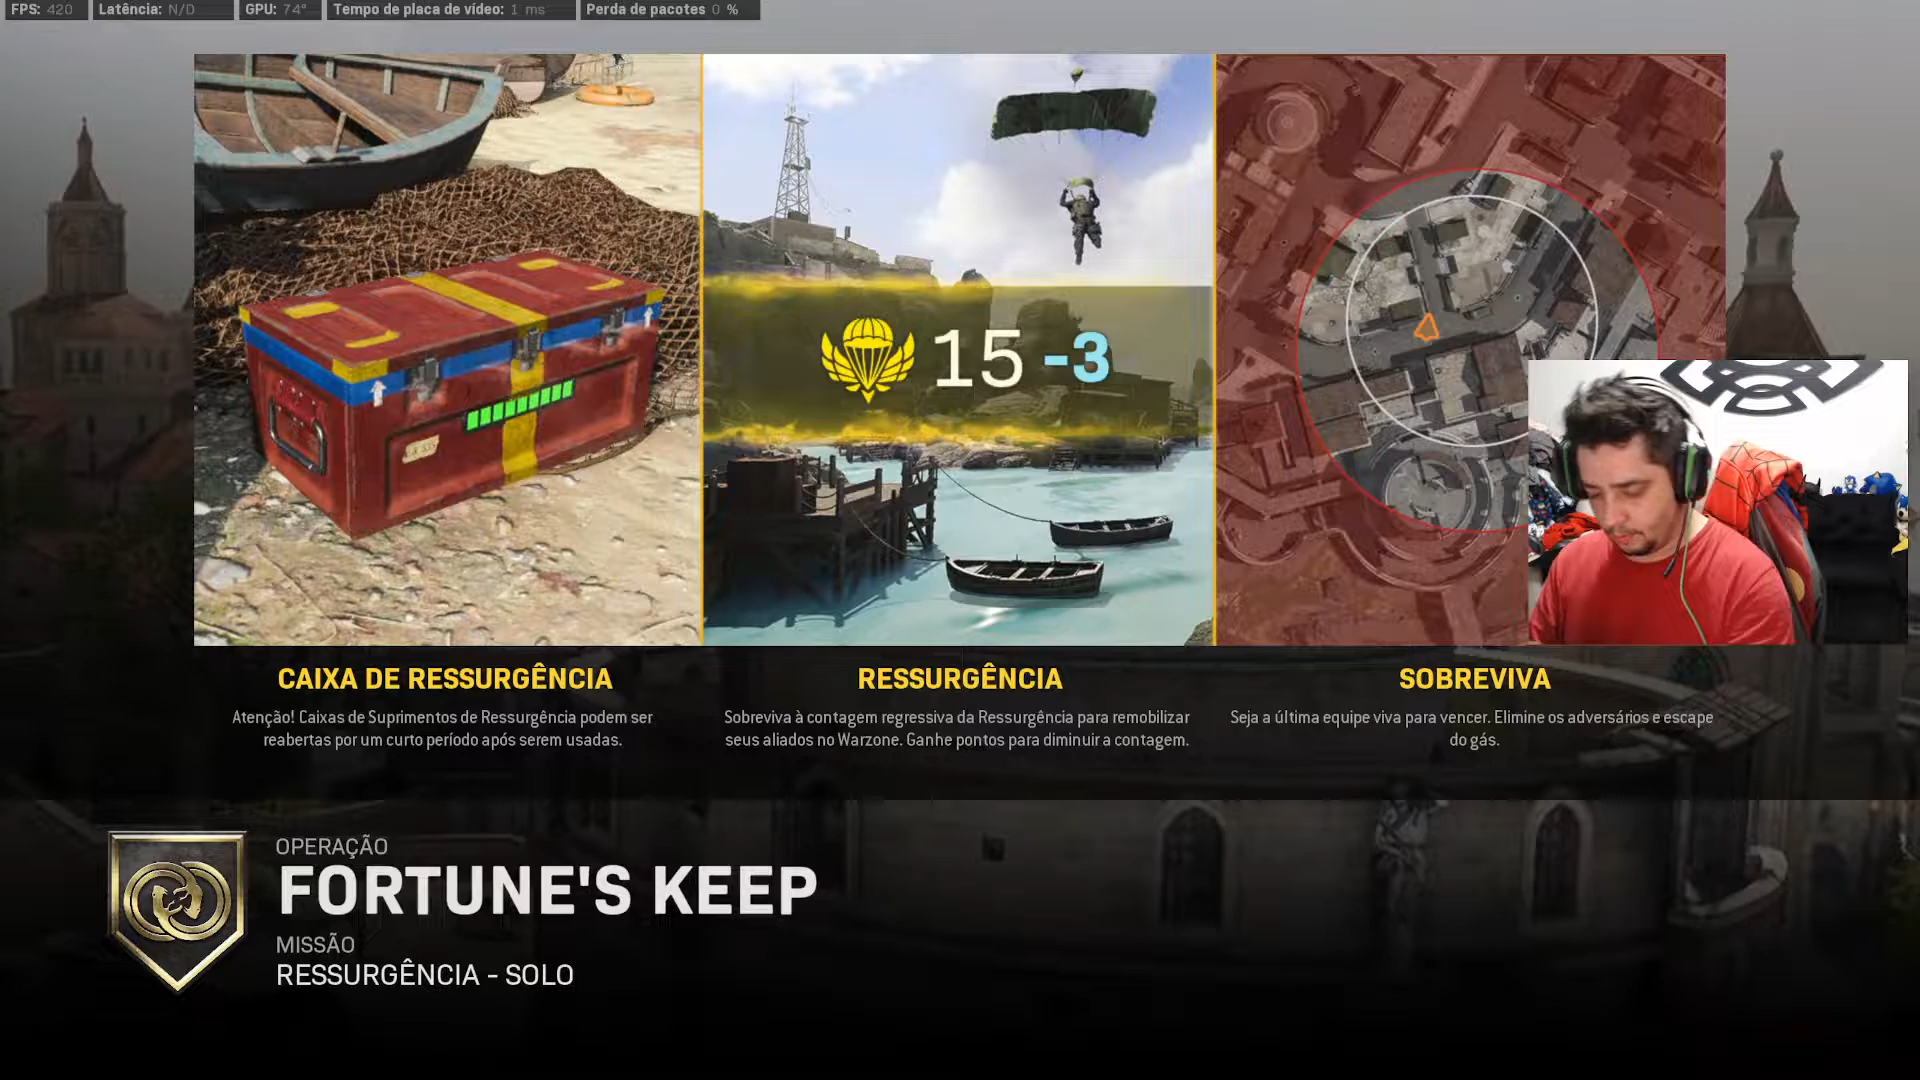 FPS: 420 Latência: N/D GPU: 74° Tempo de placa de vídeo: 1 ms Perda de pacotes 0 %
15 -3
CAIXA DE RESSURGÊNCIA
Atenção! Caixas de Suprimentos de Ressurgência podem ser
reabertas por um curto período após serem usadas.
RESSURGÊNCIA
Sobreviva à contagem regressiva da Ressurgência para remobilizar
seus aliados no Warzone. Ganhe pontos para diminuir a contagem.
SOBREVIVA
Seja a última equipe viva para vencer. Elimine os adversários e escape
do gás.
OPERAÇÃO
FORTUNE'S KEEP
MISSÃO
RESSURGÊNCIA - SOLO